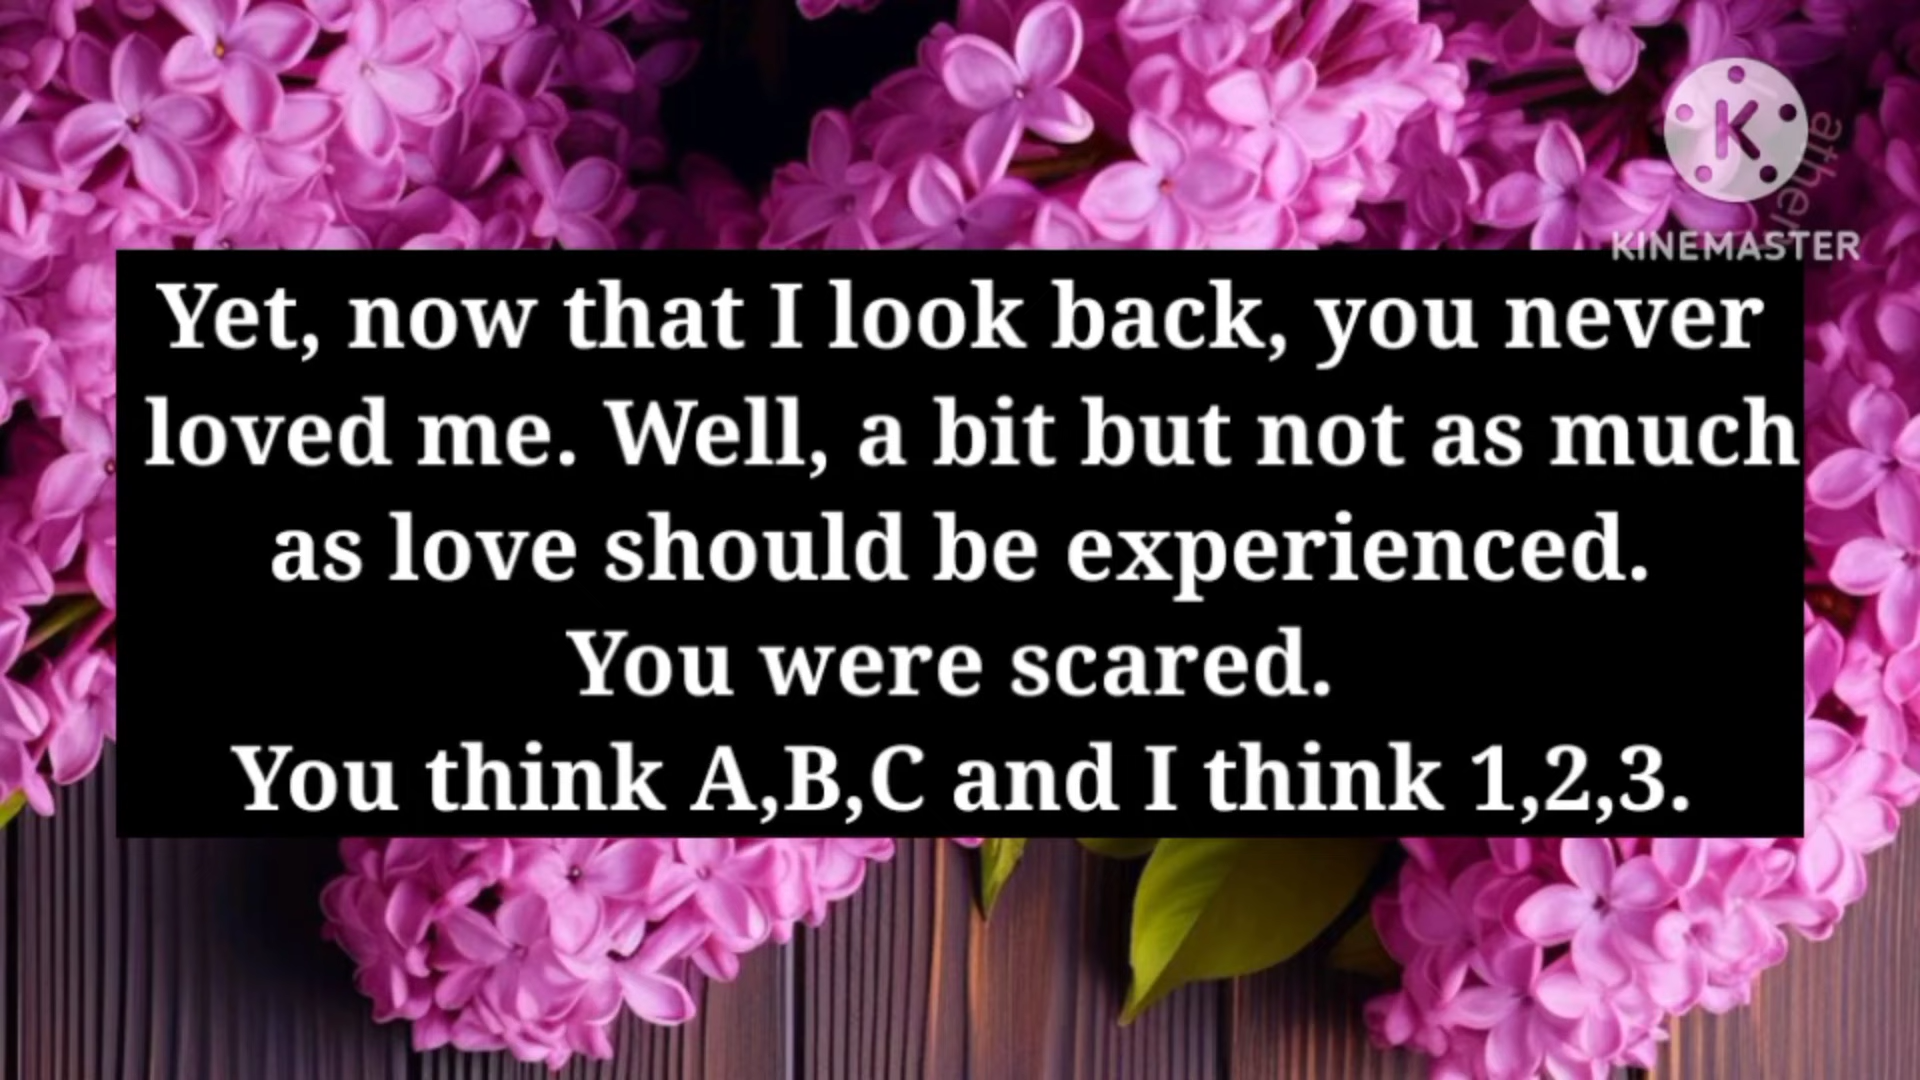 K
ather
KINEMASTER
Yet, now that I look back, you never
loved me. Well, a bit but not as much
as love should be experienced.
You were scared.
You think A,B,C and I think 1,2,3.